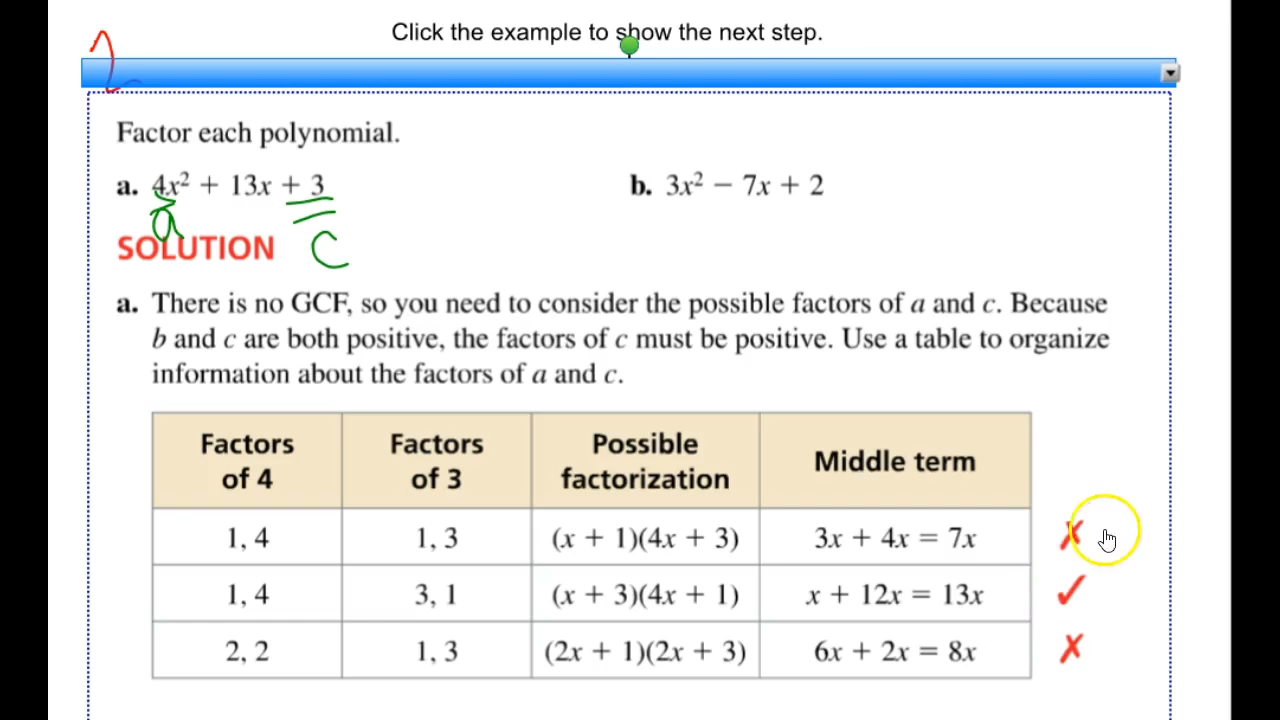 Click the example to show the next step.
Factor each polynomial.
a. 4x² + 13x + 3 b. 3x² − 7x + 2
a
c
SOLUTION
a. There is no GCF, so you need to consider the possible factors of a and c. Because
b and c are both positive, the factors of c must be positive. Use a table to organize
information about the factors of a and c.
Factors of 4 Factors of 3 Possible factorization Middle term
1, 4 1, 3 (x + 1)(4x + 3) 3x + 4x = 7x ✗
1, 4 3, 1 (x + 3)(4x + 1) x + 12x = 13x ✓
2, 2 1, 3 (2x + 1)(2x + 3) 6x + 2x = 8x ✗